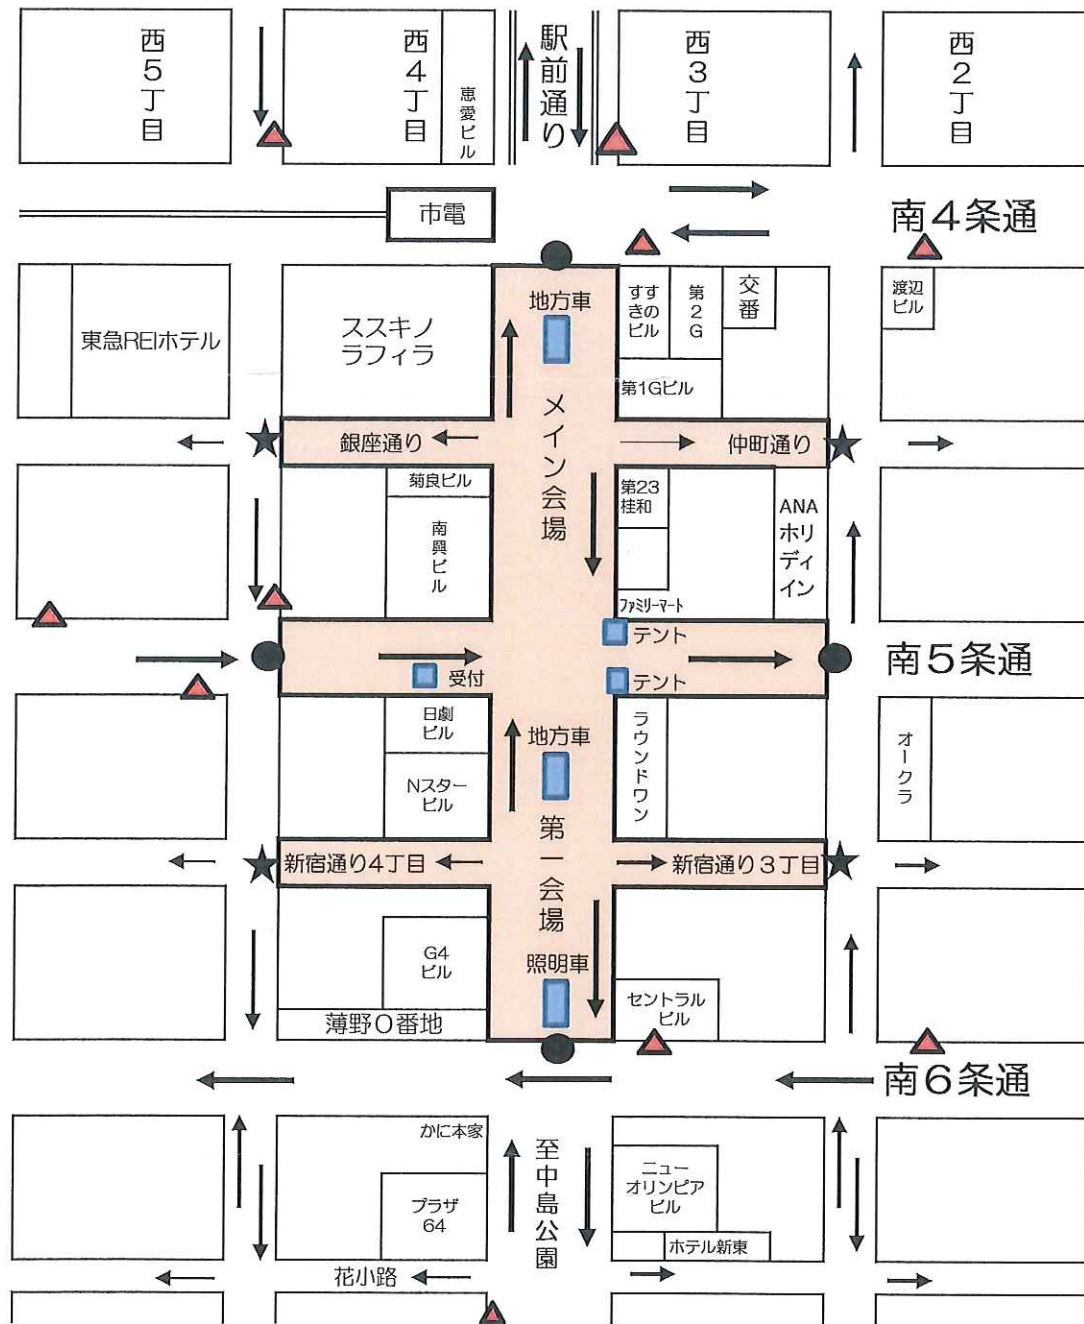 西5丁目
西4丁目
恵愛ビル
駅前通り
西3丁目
西2丁目
市電
南4条通
東急REIホテル
ススキノ
ラフィラ
地方車
すす
きの
ビル
第2G
交番
渡辺
ビル
第1Gビル
メイン会場
銀座通り
仲町通り
菊良ビル
南興ビル
第23
桂和
ANA
ホリディイン
ファミリーマート
テント
南5条通
受付
テント
日劇
ビル
地方車
ラウンドワン
オークラ
Nスター
ビル
第一会場
新宿通り4丁目
新宿通り3丁目
G4
ビル
照明車
セントラル
ビル
薄野0番地
南6条通
かに本家
至中島公園
ニュー
オリンピア
ビル
プラザ
64
ホテル新東
花小路